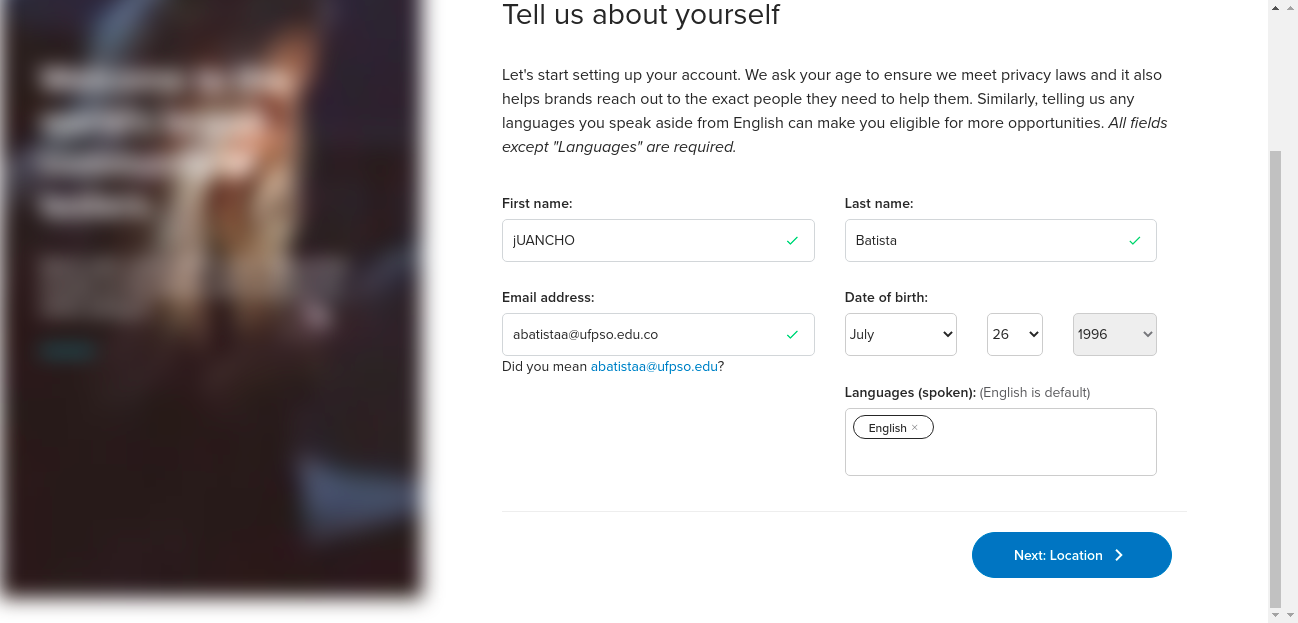 Tell us about yourself
Let's start setting up your account. We ask your age to ensure we meet privacy laws and it also
helps brands reach out to the exact people they need to help them. Similarly, telling us any
languages you speak aside from English can make you eligible for more opportunities. All fields
except "Languages" are required.
First name:
Last name:
jUANCHO
Batista
Email address:
Date of birth:
abatistaa@ufpso.edu.co
July
26
1996
Did you mean abatistaa@ufpso.edu?
Languages (spoken): (English is default)
English ×
Next: Location